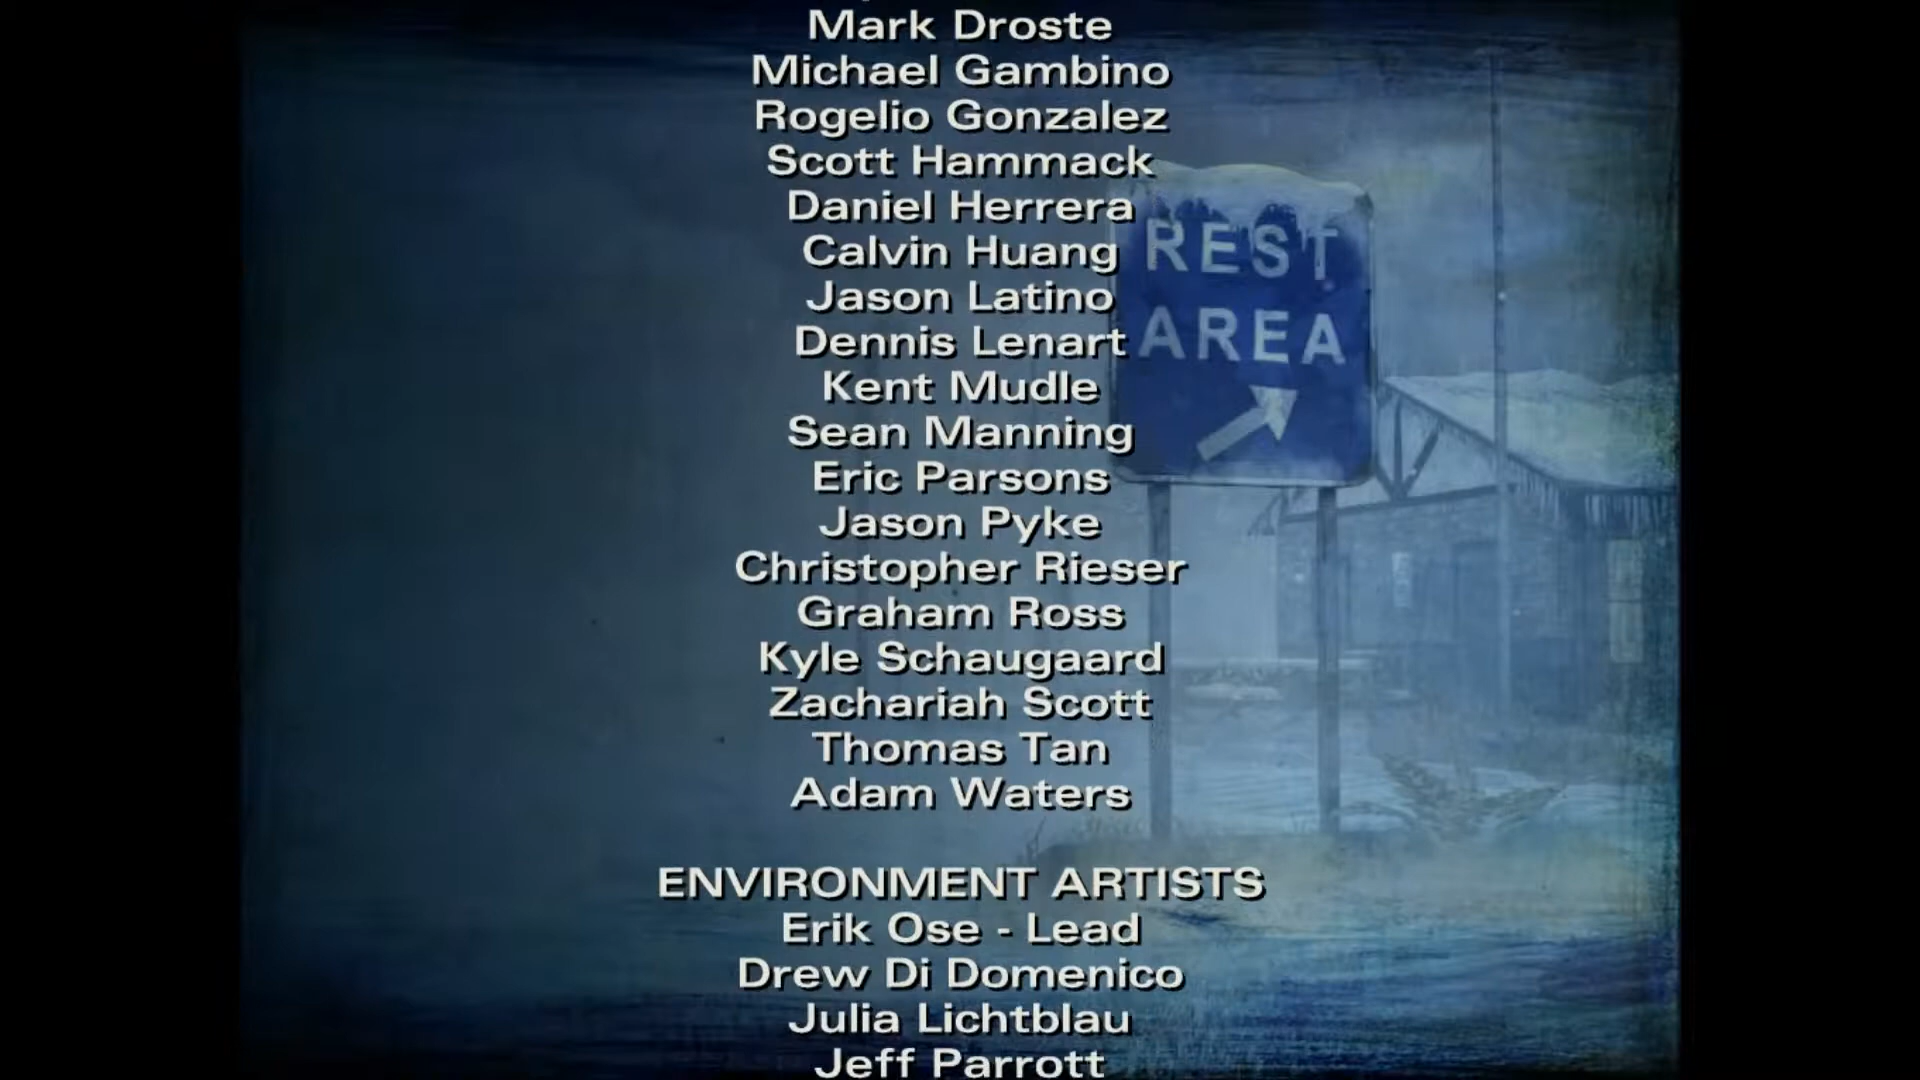 Mark Droste
Michael Gambino
Rogelio Gonzalez
Scott Hammack
Daniel Herrera
Calvin Huang
Jason Latino
Dennis Lenart
Kent Mudle
Sean Manning
Eric Parsons
Jason Pyke
Christopher Rieser
Graham Ross
Kyle Schaugaard
Zachariah Scott
Thomas Tan
Adam Waters
ENVIRONMENT ARTISTS
Erik Ose - Lead
Drew Di Domenico
Julia Lichtblau
Jeff Parrott
REST
AREA